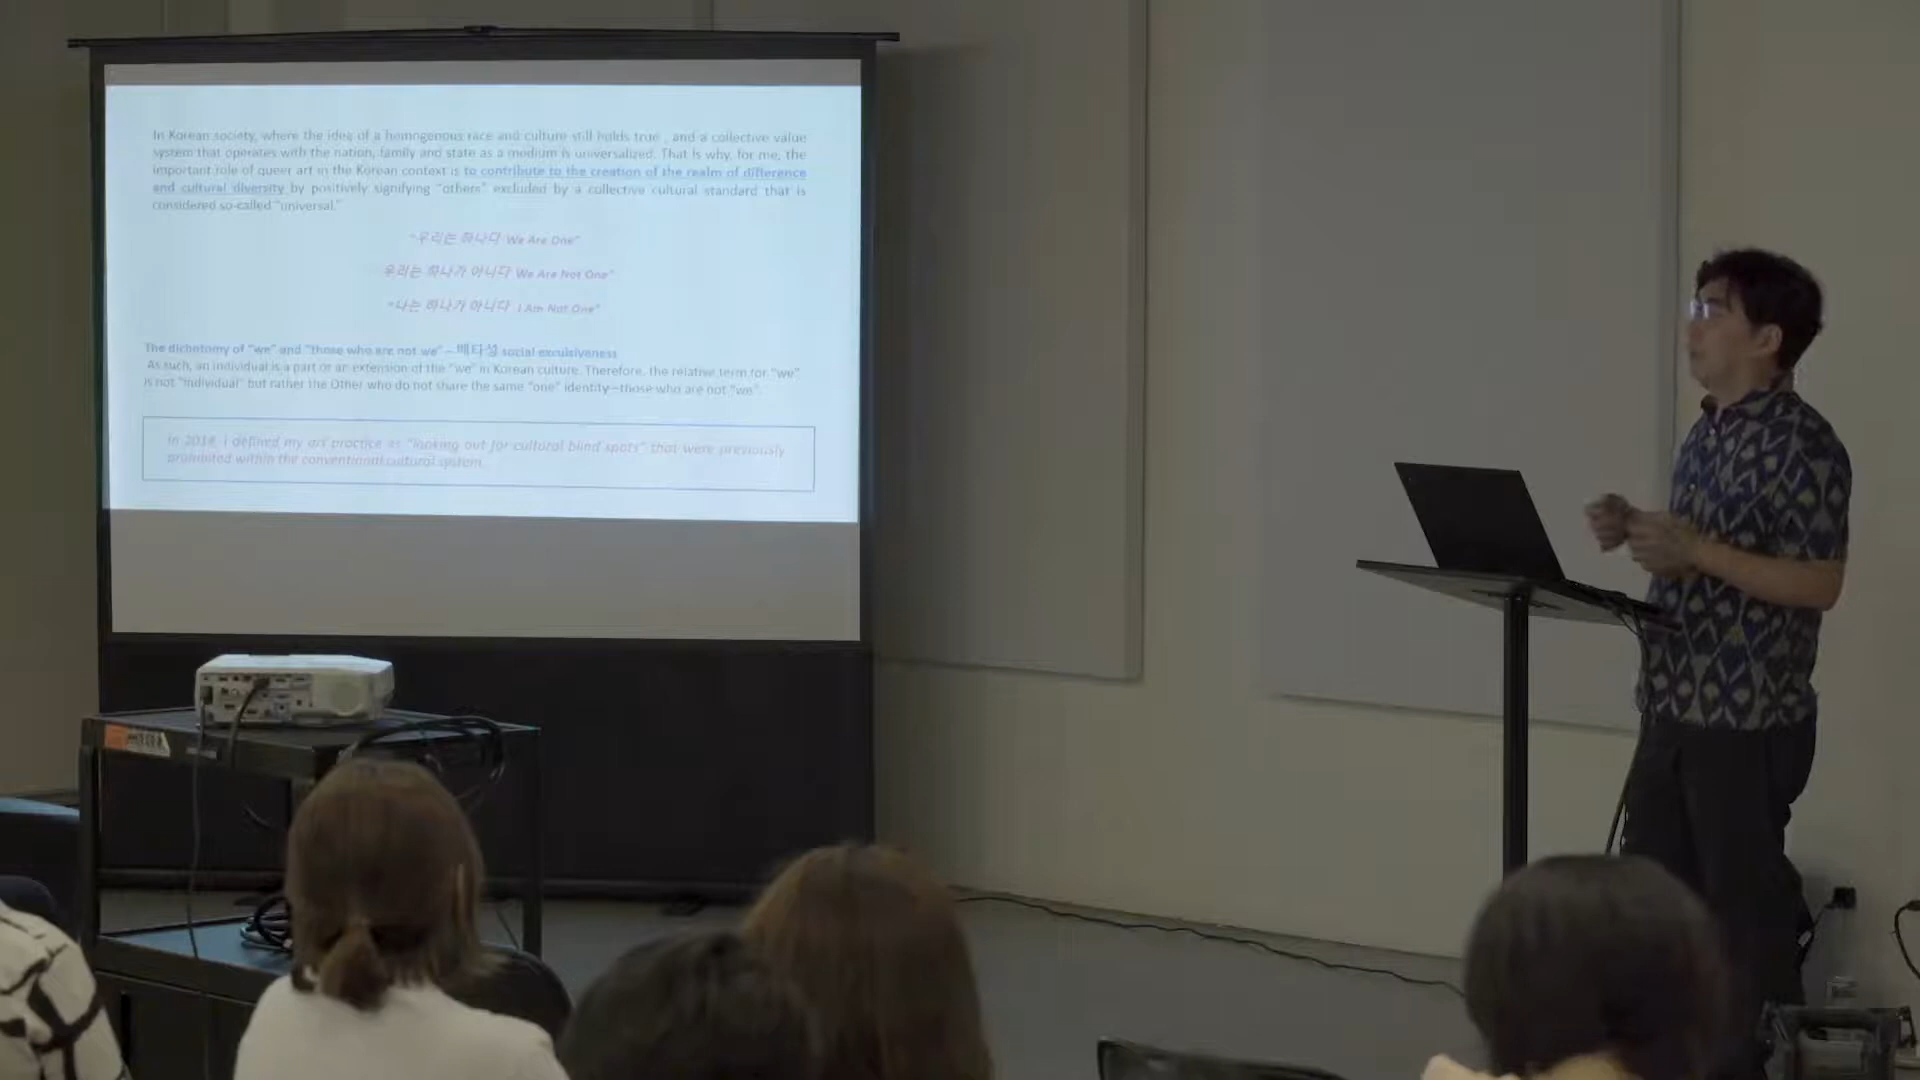 In Korean society, where the idea of a homogenous race and culture still holds true , and a collective value
system that operates with the nation, family and state as a medium is universalized. That is why, for me, the
important role of queer art in the Korean context is to contribute to the creation of the realm of difference
and cultural diversity by positively signifying "others" excluded by a collective cultural standard that is
considered so-called "universal."
"우리는 하나다 We Are One"
우리는 하나가 아니다 We Are Not One"
"나는 하나가 아니다 I Am Not One"
The dichotomy of "we" and "those who are not we" – 배타성 social exculsiveness
As such, an individual is a part or an extension of the "we" in Korean culture. Therefore, the relative term for "we"
is not "individual" but rather the Other who do not share the same "one" identity—those who are not "we".
In 2014, I defined my art practice as "looking out for cultural blind spots" that were previously
prohibited within the conventional cultural system.